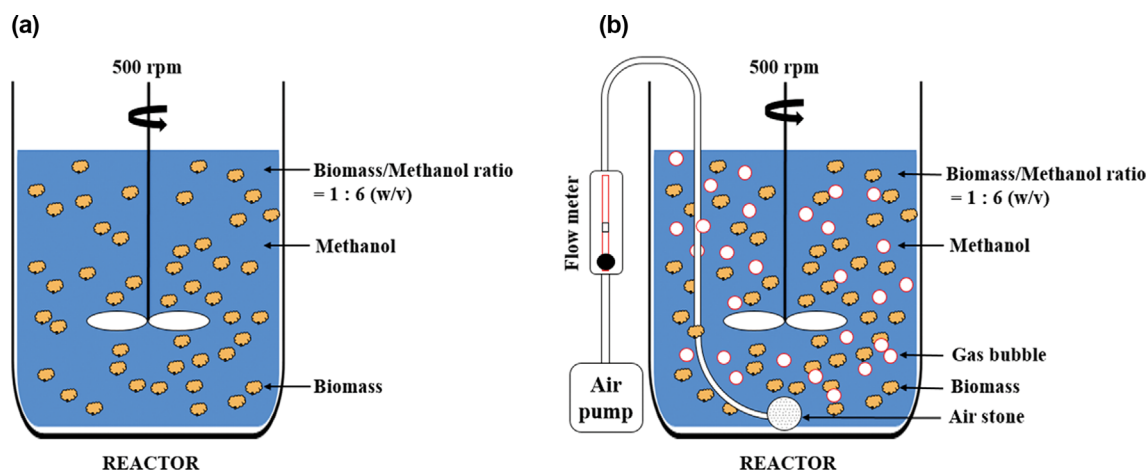 (a)
500 rpm
Biomass/Methanol ratio
= 1 : 6 (w/v)
Methanol
Biomass
REACTOR
(b)
500 rpm
Flow meter
Air
pump
Biomass/Methanol ratio
= 1 : 6 (w/v)
Methanol
Gas bubble
Biomass
Air stone
REACTOR